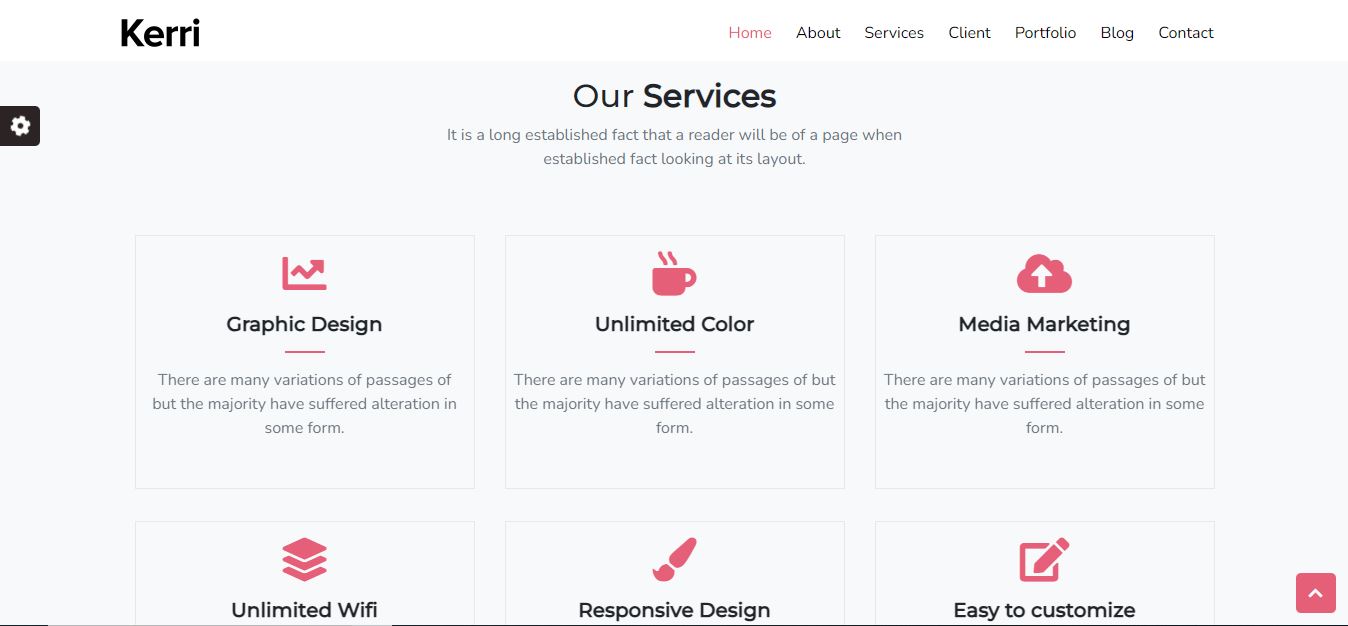 Kerri
Home About Services Client Portfolio Blog Contact
Our Services
It is a long established fact that a reader will be of a page when
established fact looking at its layout.
Graphic Design
There are many variations of passages of
but the majority have suffered alteration in
some form.
Unlimited Color
There are many variations of passages of but
the majority have suffered alteration in some
form.
Media Marketing
There are many variations of passages of but
the majority have suffered alteration in some
form.
Unlimited Wifi
Responsive Design
Easy to customize